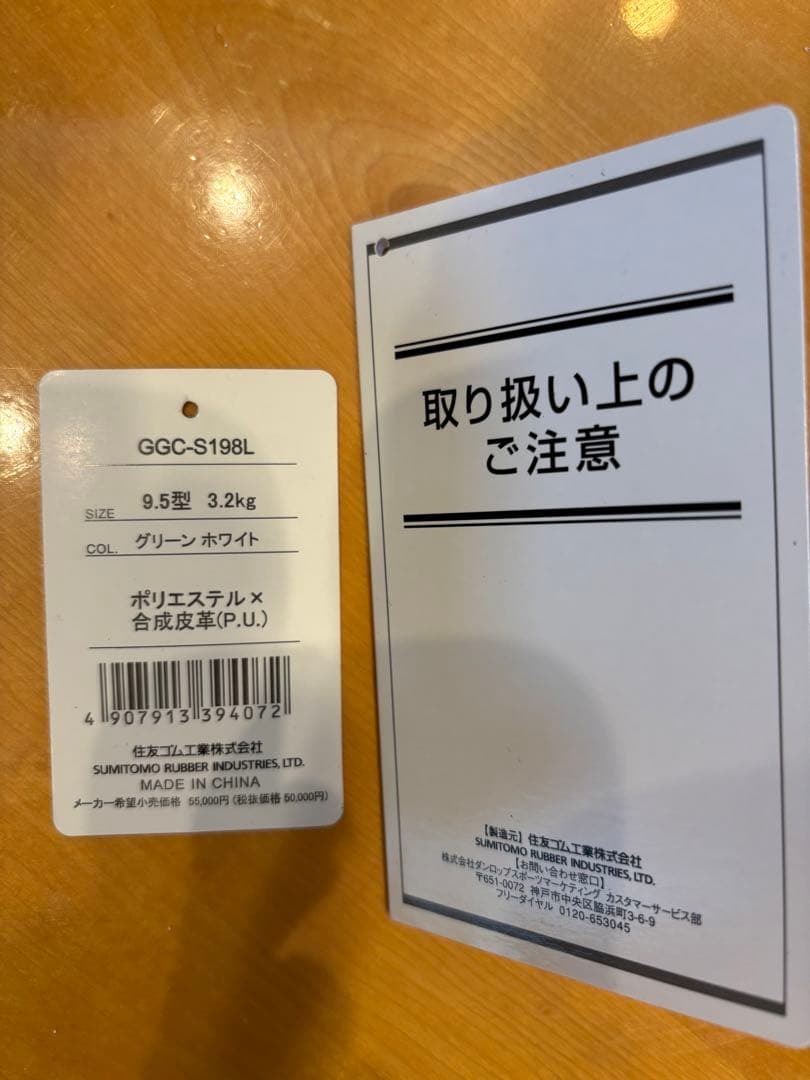 GGC-S198L
SIZE 9.5型 3.2kg
COL. グリーン ホワイト
ポリエステル×
合成皮革(P.U.)
4 907913 394072
住友ゴム工業株式会社
SUMITOMO RUBBER INDUSTRIES, LTD.
MADE IN CHINA
メーカー希望小売価格 55,000円 (税抜価格 50,000円)
取り扱い上の
ご注意
【製造元】住友ゴム工業株式会社
SUMITOMO RUBBER INDUSTRIES, LTD.
【お問い合わせ窓口】
株式会社ダンロップスポーツマーケティング カスタマーサービス部
〒651-0072 神戸市中央区脇浜町3-6-9
フリーダイヤル 0120-653045